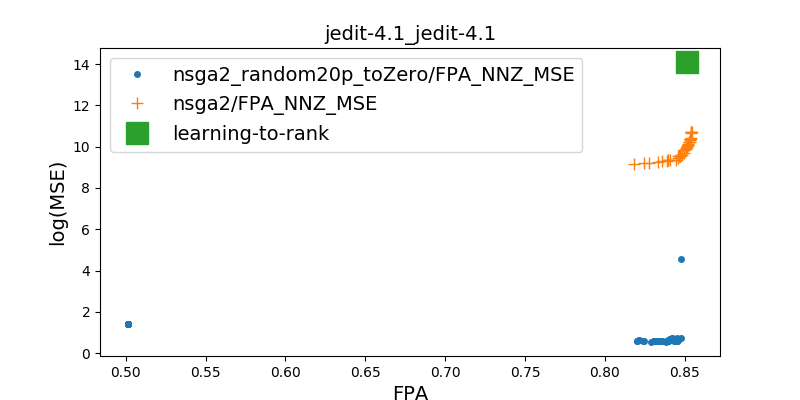 jedit-4.1_jedit-4.1
nsga2_random20p_toZero/FPA_NNZ_MSE
nsga2/FPA_NNZ_MSE
learning-to-rank
log(MSE)
14
12
10
8
6
4
2
0
0.50 0.55 0.60 0.65 0.70 0.75 0.80 0.85
FPA